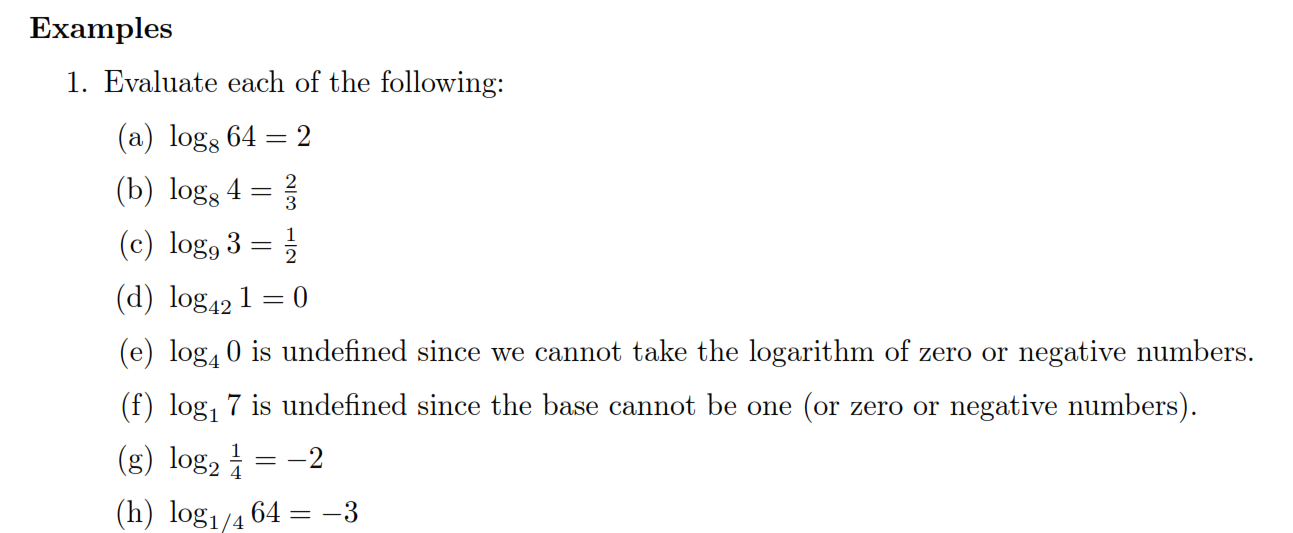 Examples
1. Evaluate each of the following:
(a) log₈ 64 = 2
(b) log₈ 4 = 2/3
(c) log₉ 3 = 1/2
(d) log₄₂ 1 = 0
(e) log₄ 0 is undefined since we cannot take the logarithm of zero or negative numbers.
(f) log₁ 7 is undefined since the base cannot be one (or zero or negative numbers).
(g) log₂ 1/4 = −2
(h) log₁/₄ 64 = −3